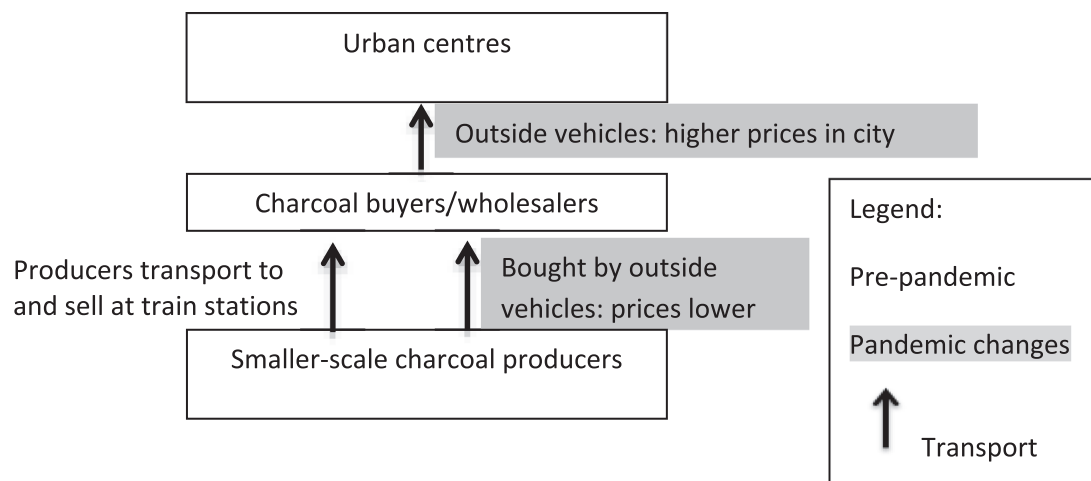 Urban centres
Outside vehicles: higher prices in city
Charcoal buyers/wholesalers
Producers transport to
and sell at train stations
Bought by outside
vehicles: prices lower
Smaller-scale charcoal producers
Legend:
Pre-pandemic
Pandemic changes
Transport